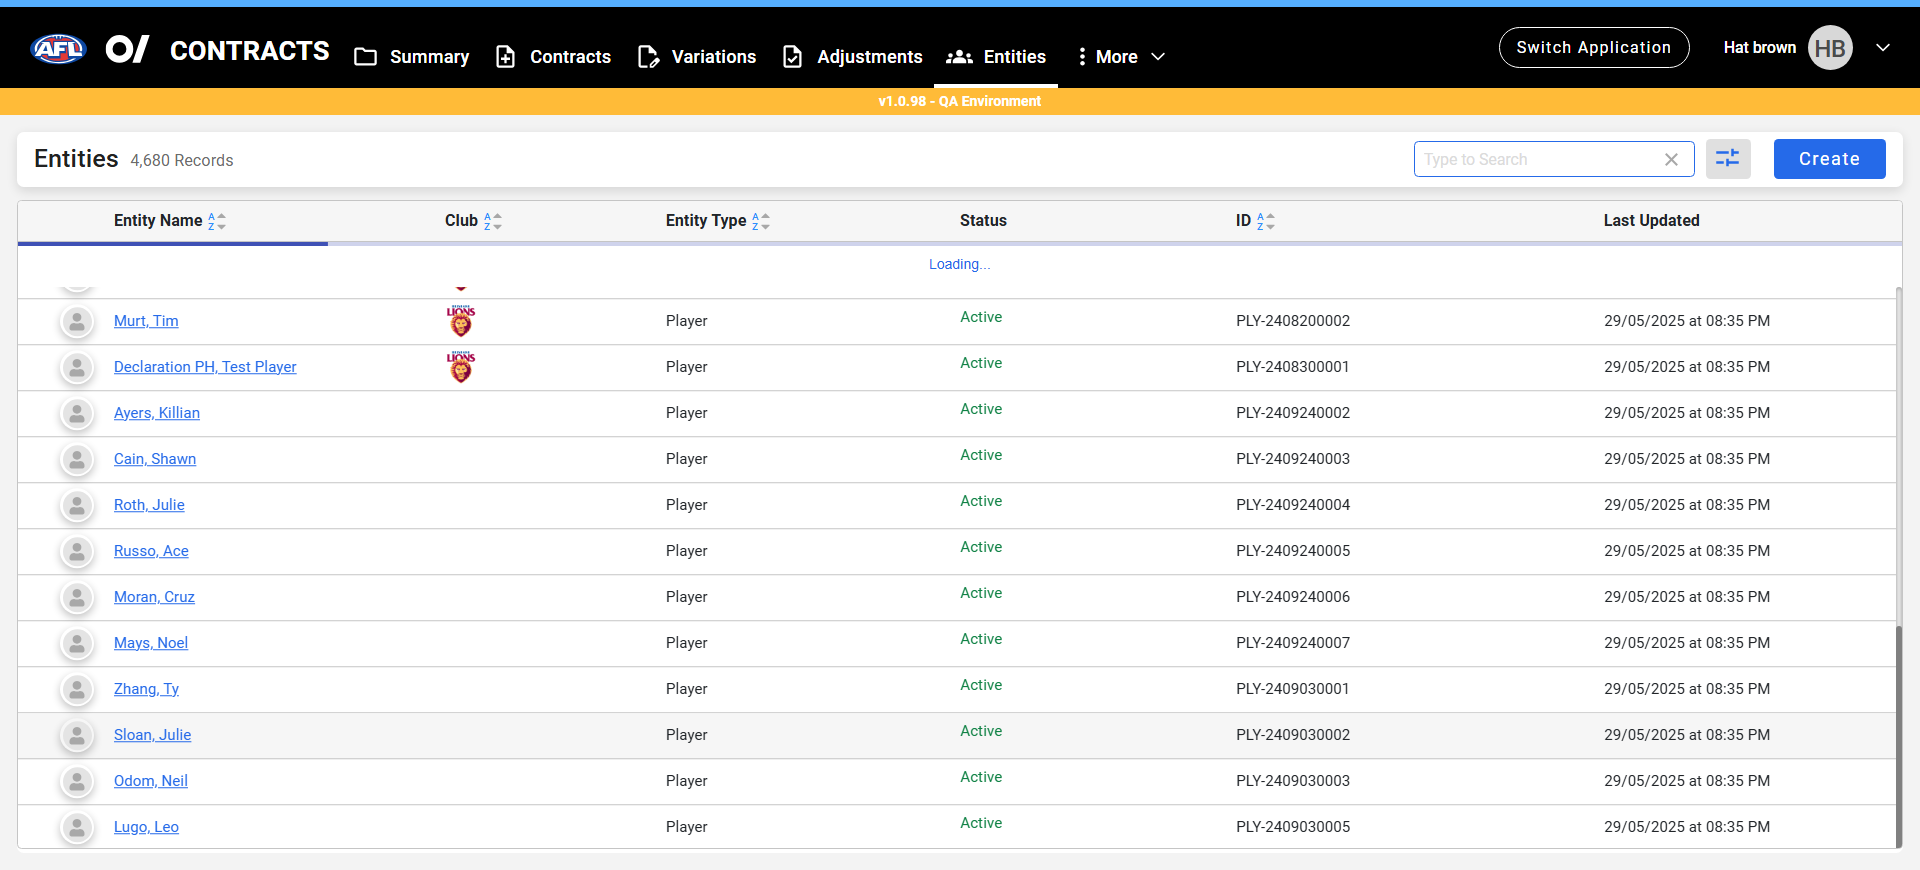 AFL CONTRACTS Summary Contracts Variations Adjustments Entities More Switch Application Hat brown HB
v1.0.98 - QA Environment
Entities 4,680 Records Type to Search Create
Entity Name AZ Club AZ Entity Type AZ Status ID AZ Last Updated
Loading...
Murt, Tim LIONS Player Active PLY-2408200002 29/05/2025 at 08:35 PM
Declaration PH, Test Player LIONS Player Active PLY-2408300001 29/05/2025 at 08:35 PM
Ayers, Killian Player Active PLY-2409240002 29/05/2025 at 08:35 PM
Cain, Shawn Player Active PLY-2409240003 29/05/2025 at 08:35 PM
Roth, Julie Player Active PLY-2409240004 29/05/2025 at 08:35 PM
Russo, Ace Player Active PLY-2409240005 29/05/2025 at 08:35 PM
Moran, Cruz Player Active PLY-2409240006 29/05/2025 at 08:35 PM
Mays, Noel Player Active PLY-2409240007 29/05/2025 at 08:35 PM
Zhang, Ty Player Active PLY-2409030001 29/05/2025 at 08:35 PM
Sloan, Julie Player Active PLY-2409030002 29/05/2025 at 08:35 PM
Odom, Neil Player Active PLY-2409030003 29/05/2025 at 08:35 PM
Lugo, Leo Player Active PLY-2409030005 29/05/2025 at 08:35 PM